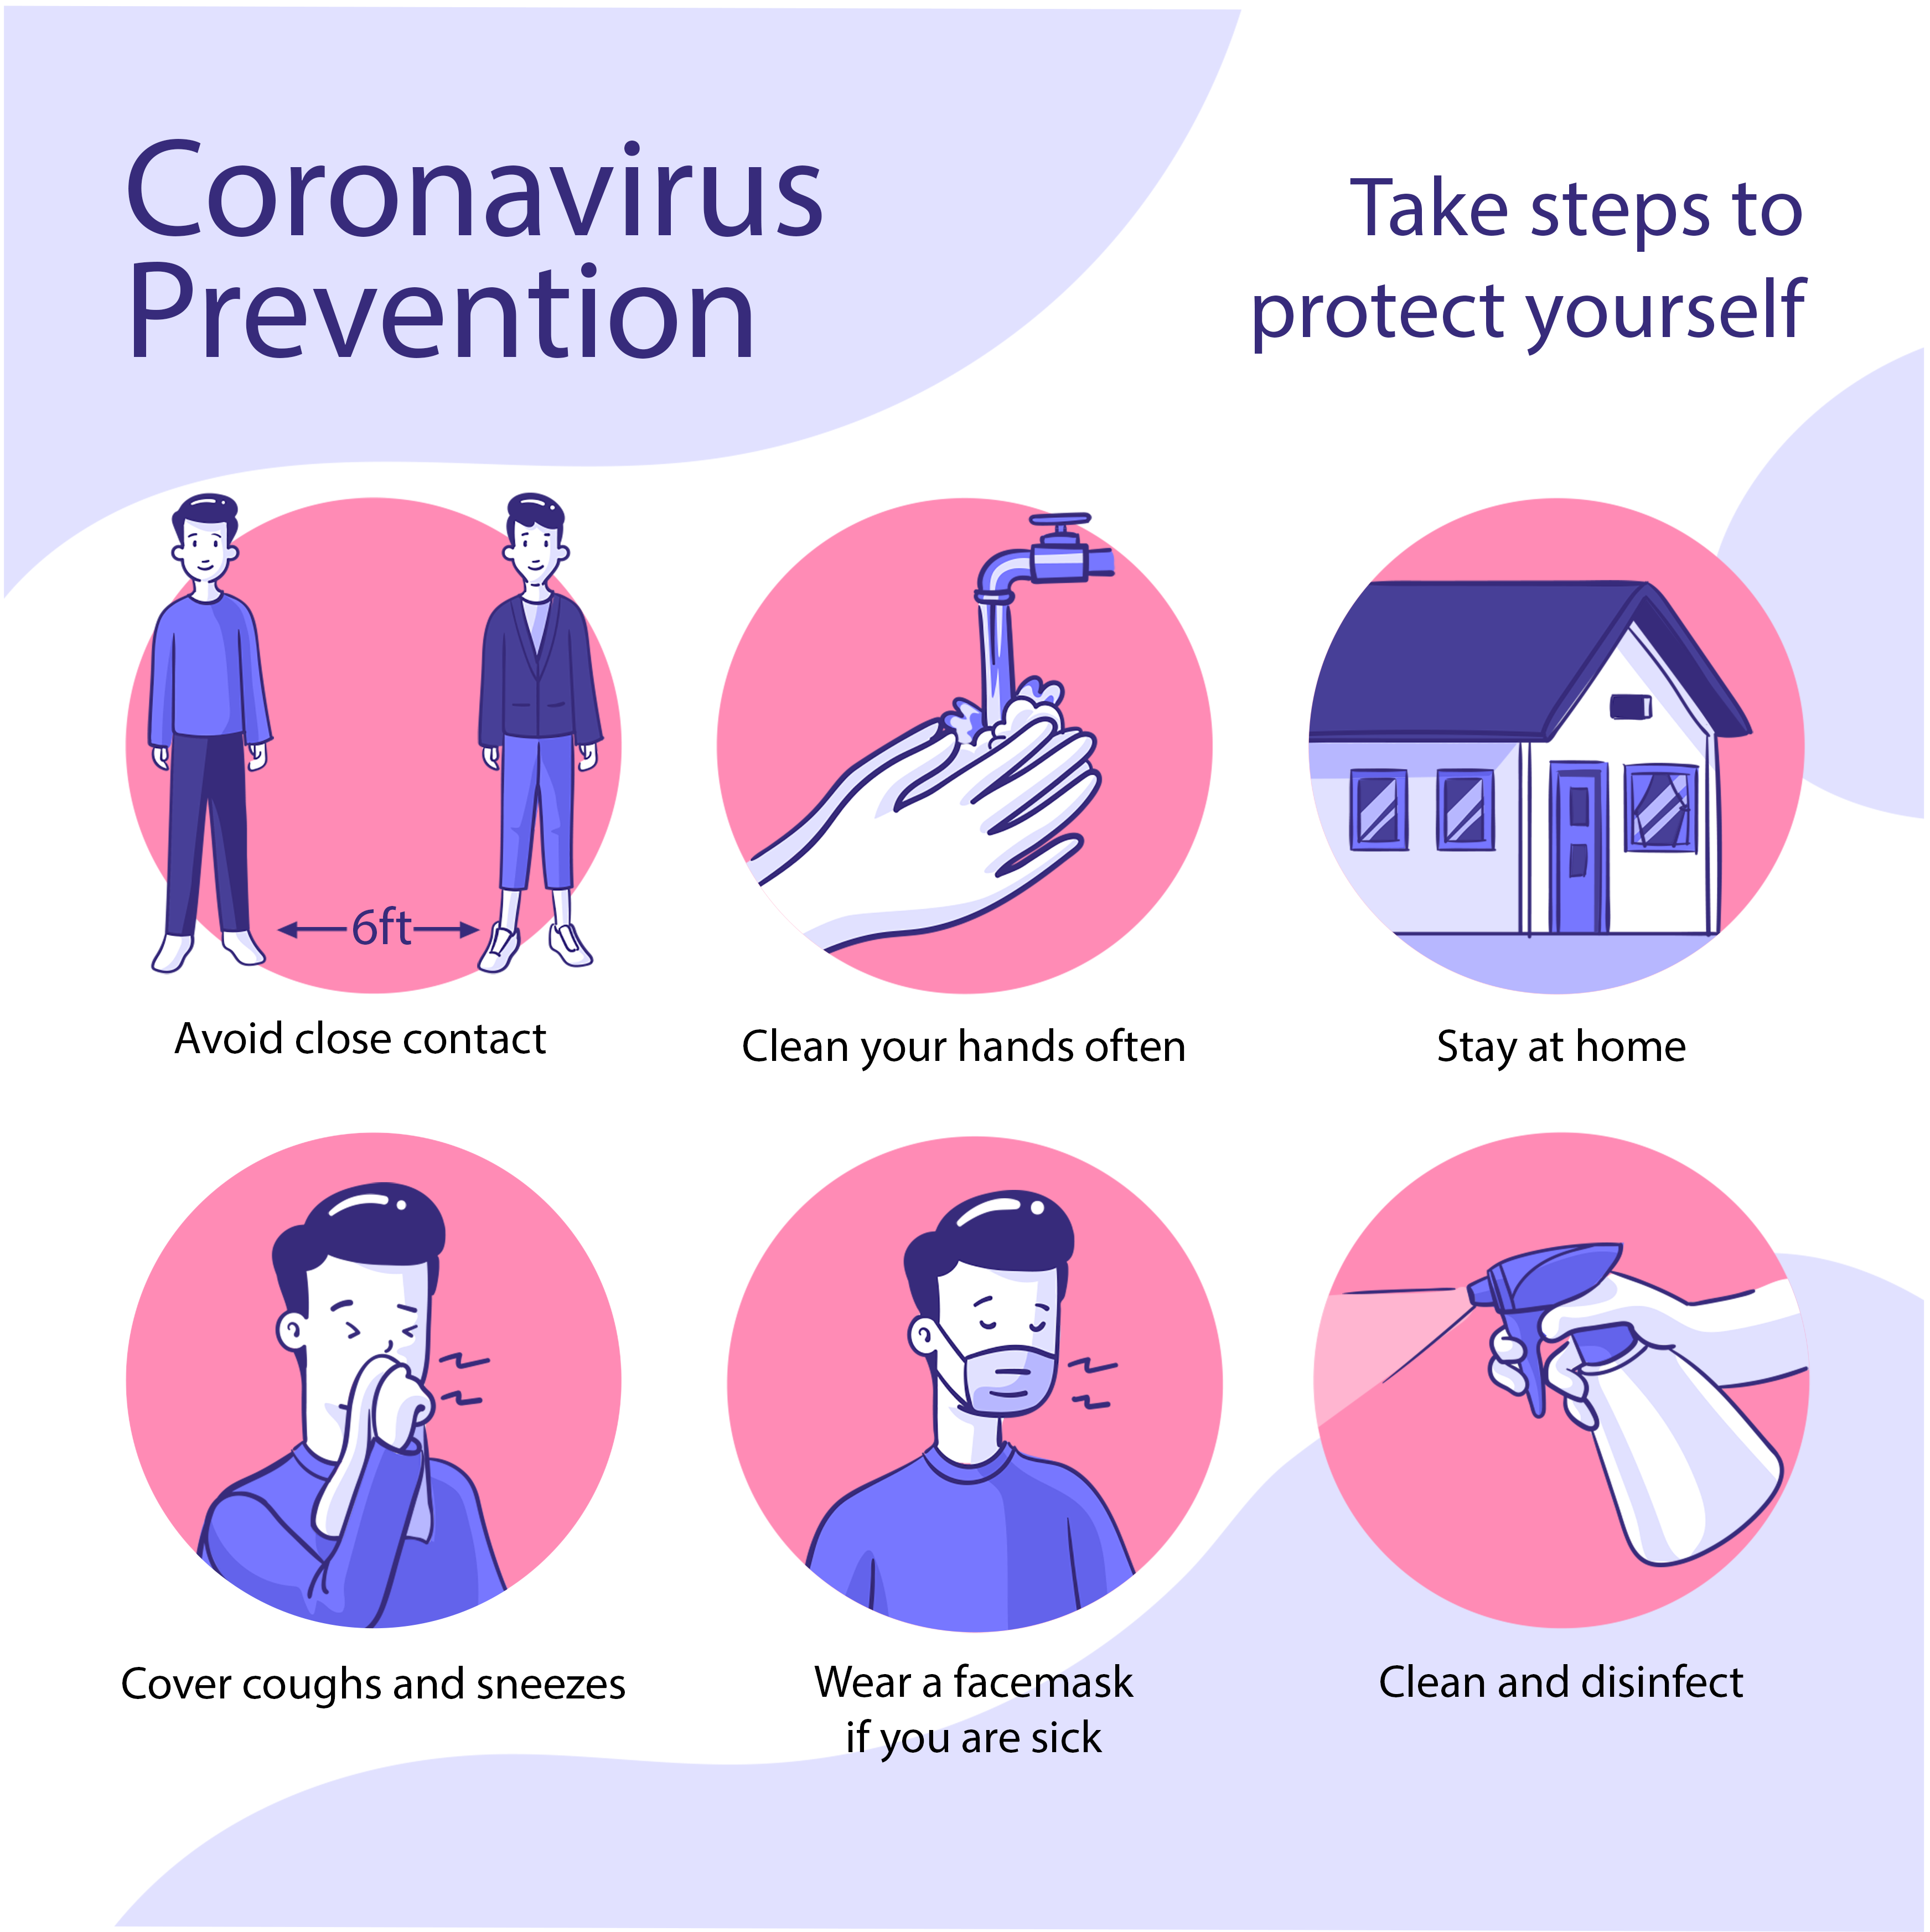 Coronavirus
Prevention
Take steps to
protect yourself
6ft
Avoid close contact
Clean your hands often
Stay at home
Cover coughs and sneezes
Wear a facemask
if you are sick
Clean and disinfect